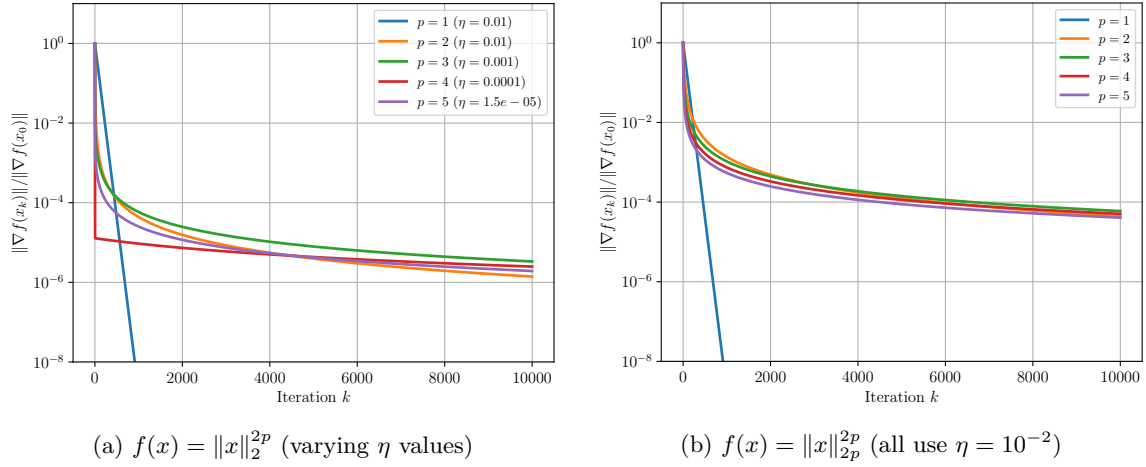 10^0
10^{-2}
10^{-4}
10^{-6}
10^{-8}
‖∇f(x_k)‖/‖∇f(x_0)‖
0 2000 4000 6000 8000 10000
Iteration k
p = 1 (η = 0.01)
p = 2 (η = 0.01)
p = 3 (η = 0.001)
p = 4 (η = 0.0001)
p = 5 (η = 1.5e − 05)
(a) f(x) = ‖x‖_2^{2p} (varying η values)
10^0
10^{-2}
10^{-4}
10^{-6}
10^{-8}
‖∇f(x_k)‖/‖∇f(x_0)‖
0 2000 4000 6000 8000 10000
Iteration k
p = 1
p = 2
p = 3
p = 4
p = 5
(b) f(x) = ‖x‖_{2p}^{2p} (all use η = 10^{-2})